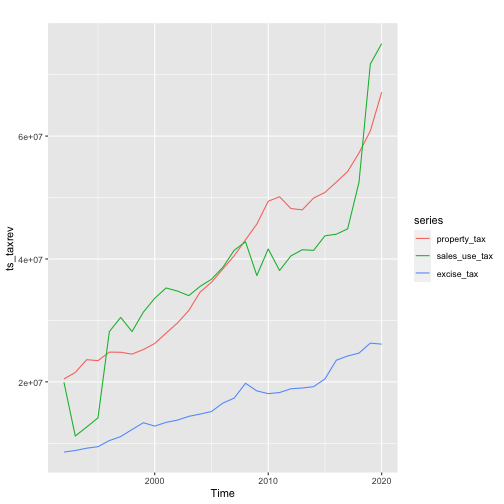 6e+07
4e+07
2e+07
ts_taxrev
2000
2010
2020
Time
series
property_tax
sales_use_tax
excise_tax